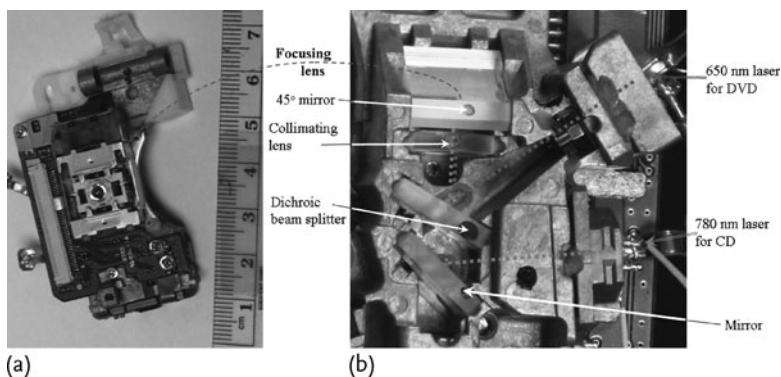 7
6
5
4
3
2
1
cm
(a)
Focusing
lens
45° mirror
Collimating
lens
Dichroic
beam splitter
650 nm laser
for DVD
780 nm laser
for CD
Mirror
(b)